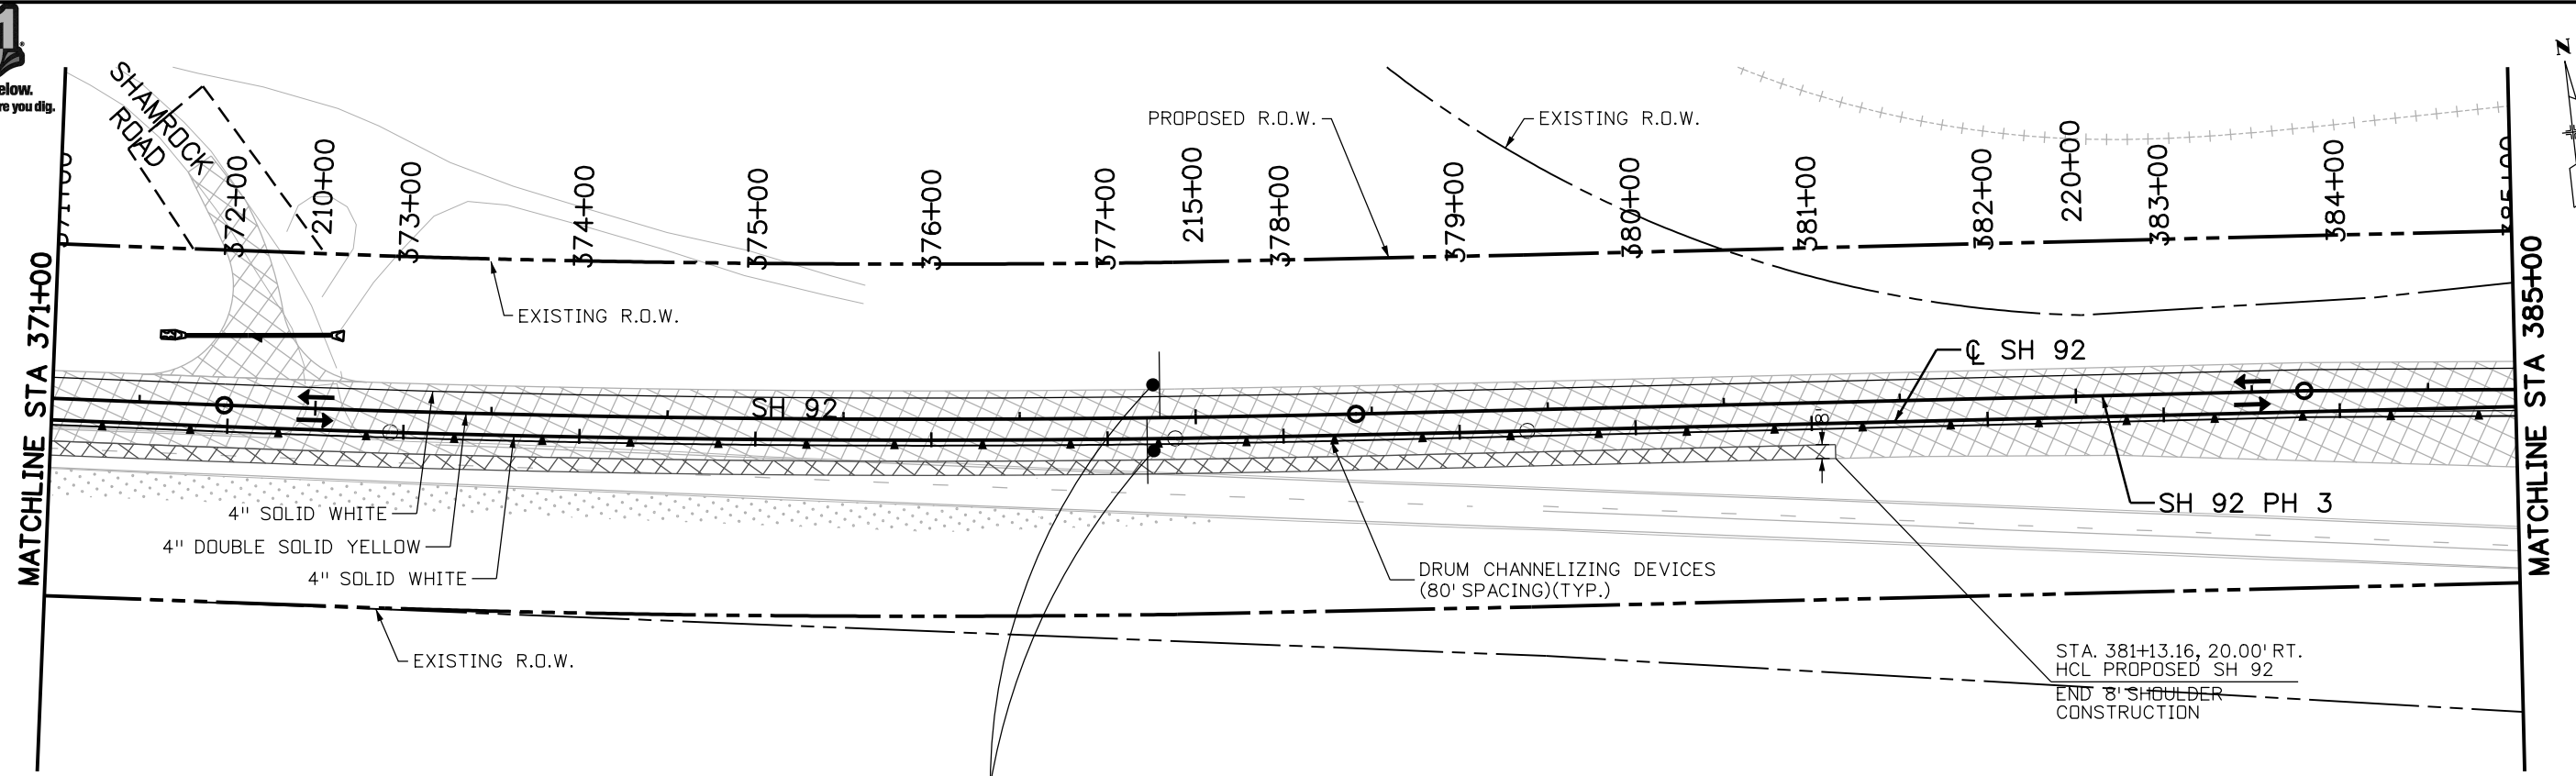 elow.
re you dig.
SHAMROCK
ROAD
N
PROPOSED R.O.W.
EXISTING R.O.W.
372+00
210+00
373+00
374+00
375+00
376+00
377+00
215+00
378+00
379+00
380+00
381+00
382+00
220+00
383+00
384+00
MATCHLINE STA 371+00
MATCHLINE STA 385+00
EXISTING R.O.W.
℄ SH 92
SH 92
8'
SH 92 PH 3
4" SOLID WHITE
4" DOUBLE SOLID YELLOW
4" SOLID WHITE
DRUM CHANNELIZING DEVICES
(80' SPACING)(TYP.)
EXISTING R.O.W.
STA. 381+13.16, 20.00' RT.
HCL PROPOSED SH 92
END 8' SHOULDER
CONSTRUCTION